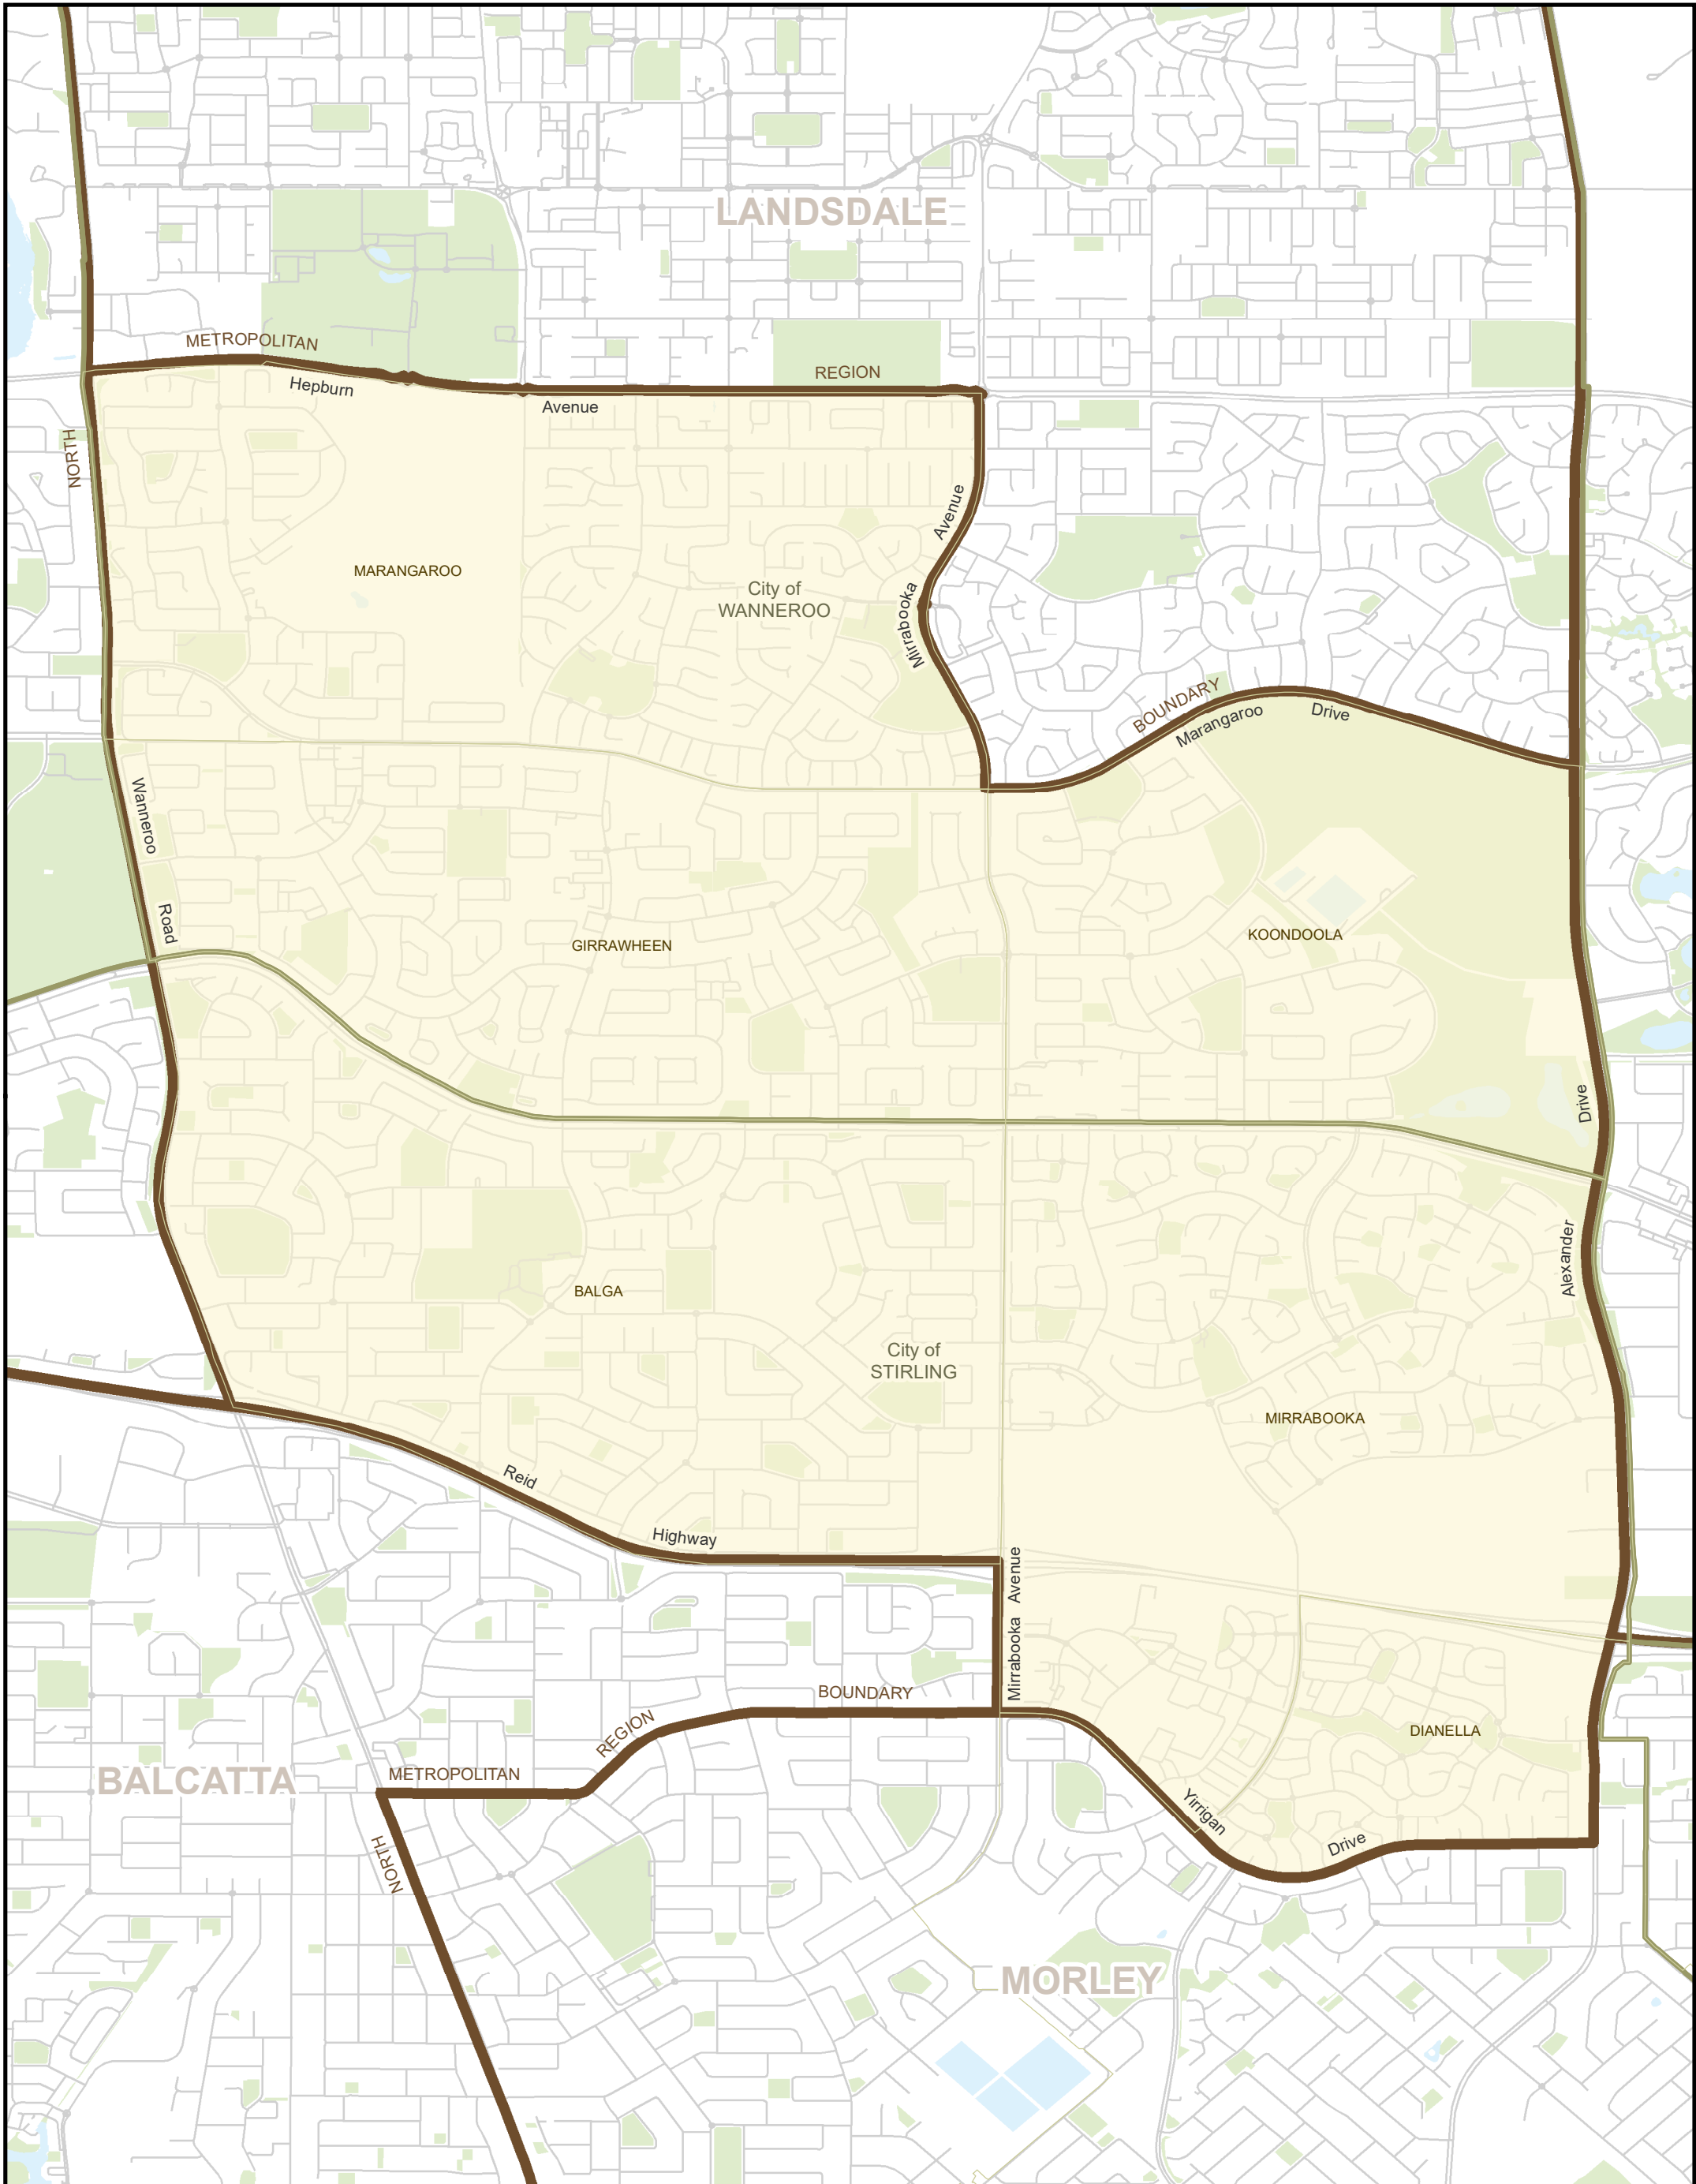 LANDSDALE
METROPOLITAN
REGION
Hepburn
Avenue
NORTH
Avenue
MARANGAROO
City of
WANNEROO
Mirrabooka
BOUNDARY
Marangaroo
Drive
Wanneroo
Road
GIRRAWHEEN
KOONDOOLA
Drive
Alexander
BALGA
City of
STIRLING
MIRRABOOKA
Reid
Highway
Avenue
Mirrabooka
BOUNDARY
REGION
METROPOLITAN
DIANELLA
BALCATTA
Yirrigan
Drive
NORTH
MORLEY